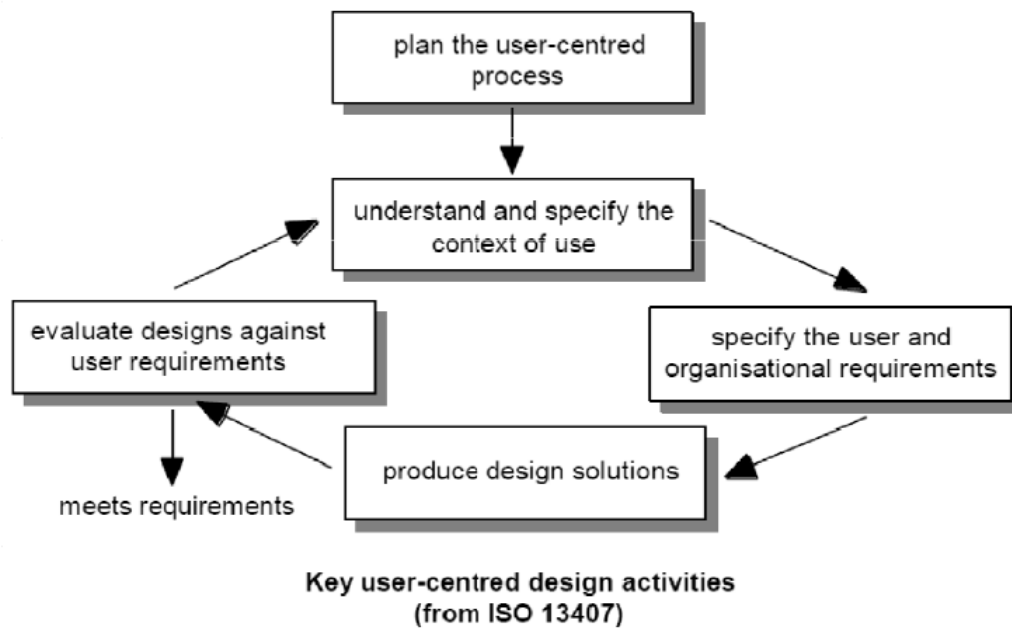 plan the user-centred
process
understand and specify the
context of use
evaluate designs against
user requirements
specify the user and
organisational requirements
produce design solutions
meets requirements
Key user-centred design activities
(from ISO 13407)